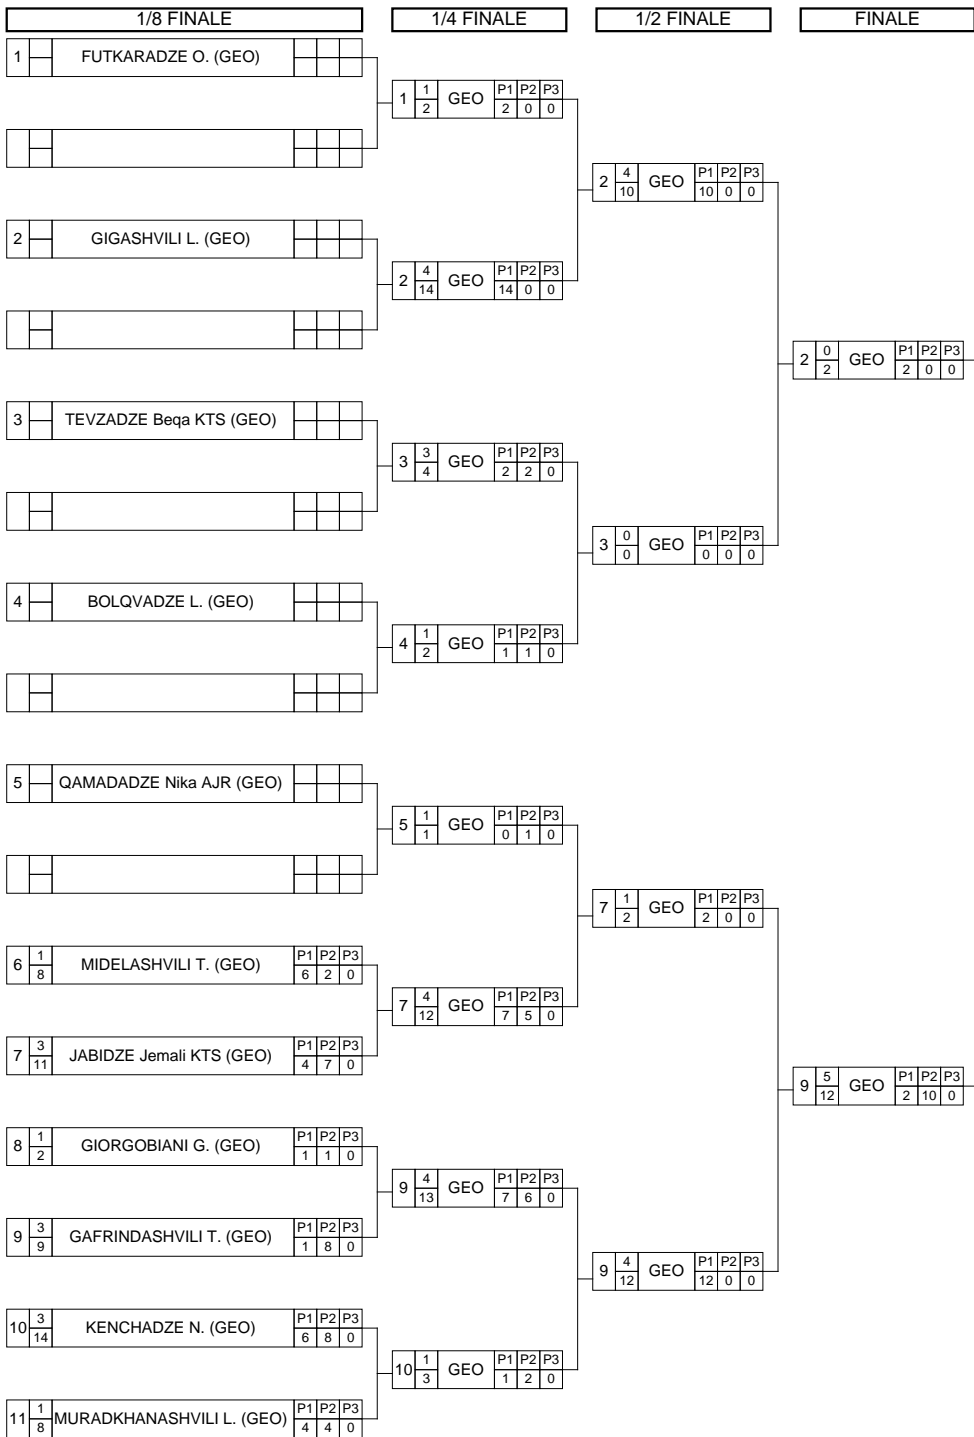 1/8 FINALE
1/4 FINALE
1/2 FINALE
FINALE
1 FUTKARADZE O. (GEO)
1 1 2 GEO P1 P2 P3 2 0 0
2 4 10 GEO P1 P2 P3 10 0 0
2 GIGASHVILI L. (GEO)
2 4 14 GEO P1 P2 P3 14 0 0
2 0 2 GEO P1 P2 P3 2 0 0
3 TEVZADZE Beqa KTS (GEO)
3 3 4 GEO P1 P2 P3 2 2 0
3 0 0 GEO P1 P2 P3 0 0 0
4 BOLQVADZE L. (GEO)
4 1 2 GEO P1 P2 P3 1 1 0
5 QAMADADZE Nika AJR (GEO)
5 1 1 GEO P1 P2 P3 0 1 0
7 1 2 GEO P1 P2 P3 2 0 0
6 1 8 MIDELASHVILI T. (GEO) P1 P2 P3 6 2 0
7 4 12 GEO P1 P2 P3 7 5 0
7 3 11 JABIDZE Jemali KTS (GEO) P1 P2 P3 4 7 0
9 5 12 GEO P1 P2 P3 2 10 0
8 1 2 GIORGOBIANI G. (GEO) P1 P2 P3 1 1 0
9 4 13 GEO P1 P2 P3 7 6 0
9 3 9 GAFRINDASHVILI T. (GEO) P1 P2 P3 1 8 0
9 4 12 GEO P1 P2 P3 12 0 0
10 3 14 KENCHADZE N. (GEO) P1 P2 P3 6 8 0
10 1 3 GEO P1 P2 P3 1 2 0
11 1 8 MURADKHANASHVILI L. (GEO) P1 P2 P3 4 4 0